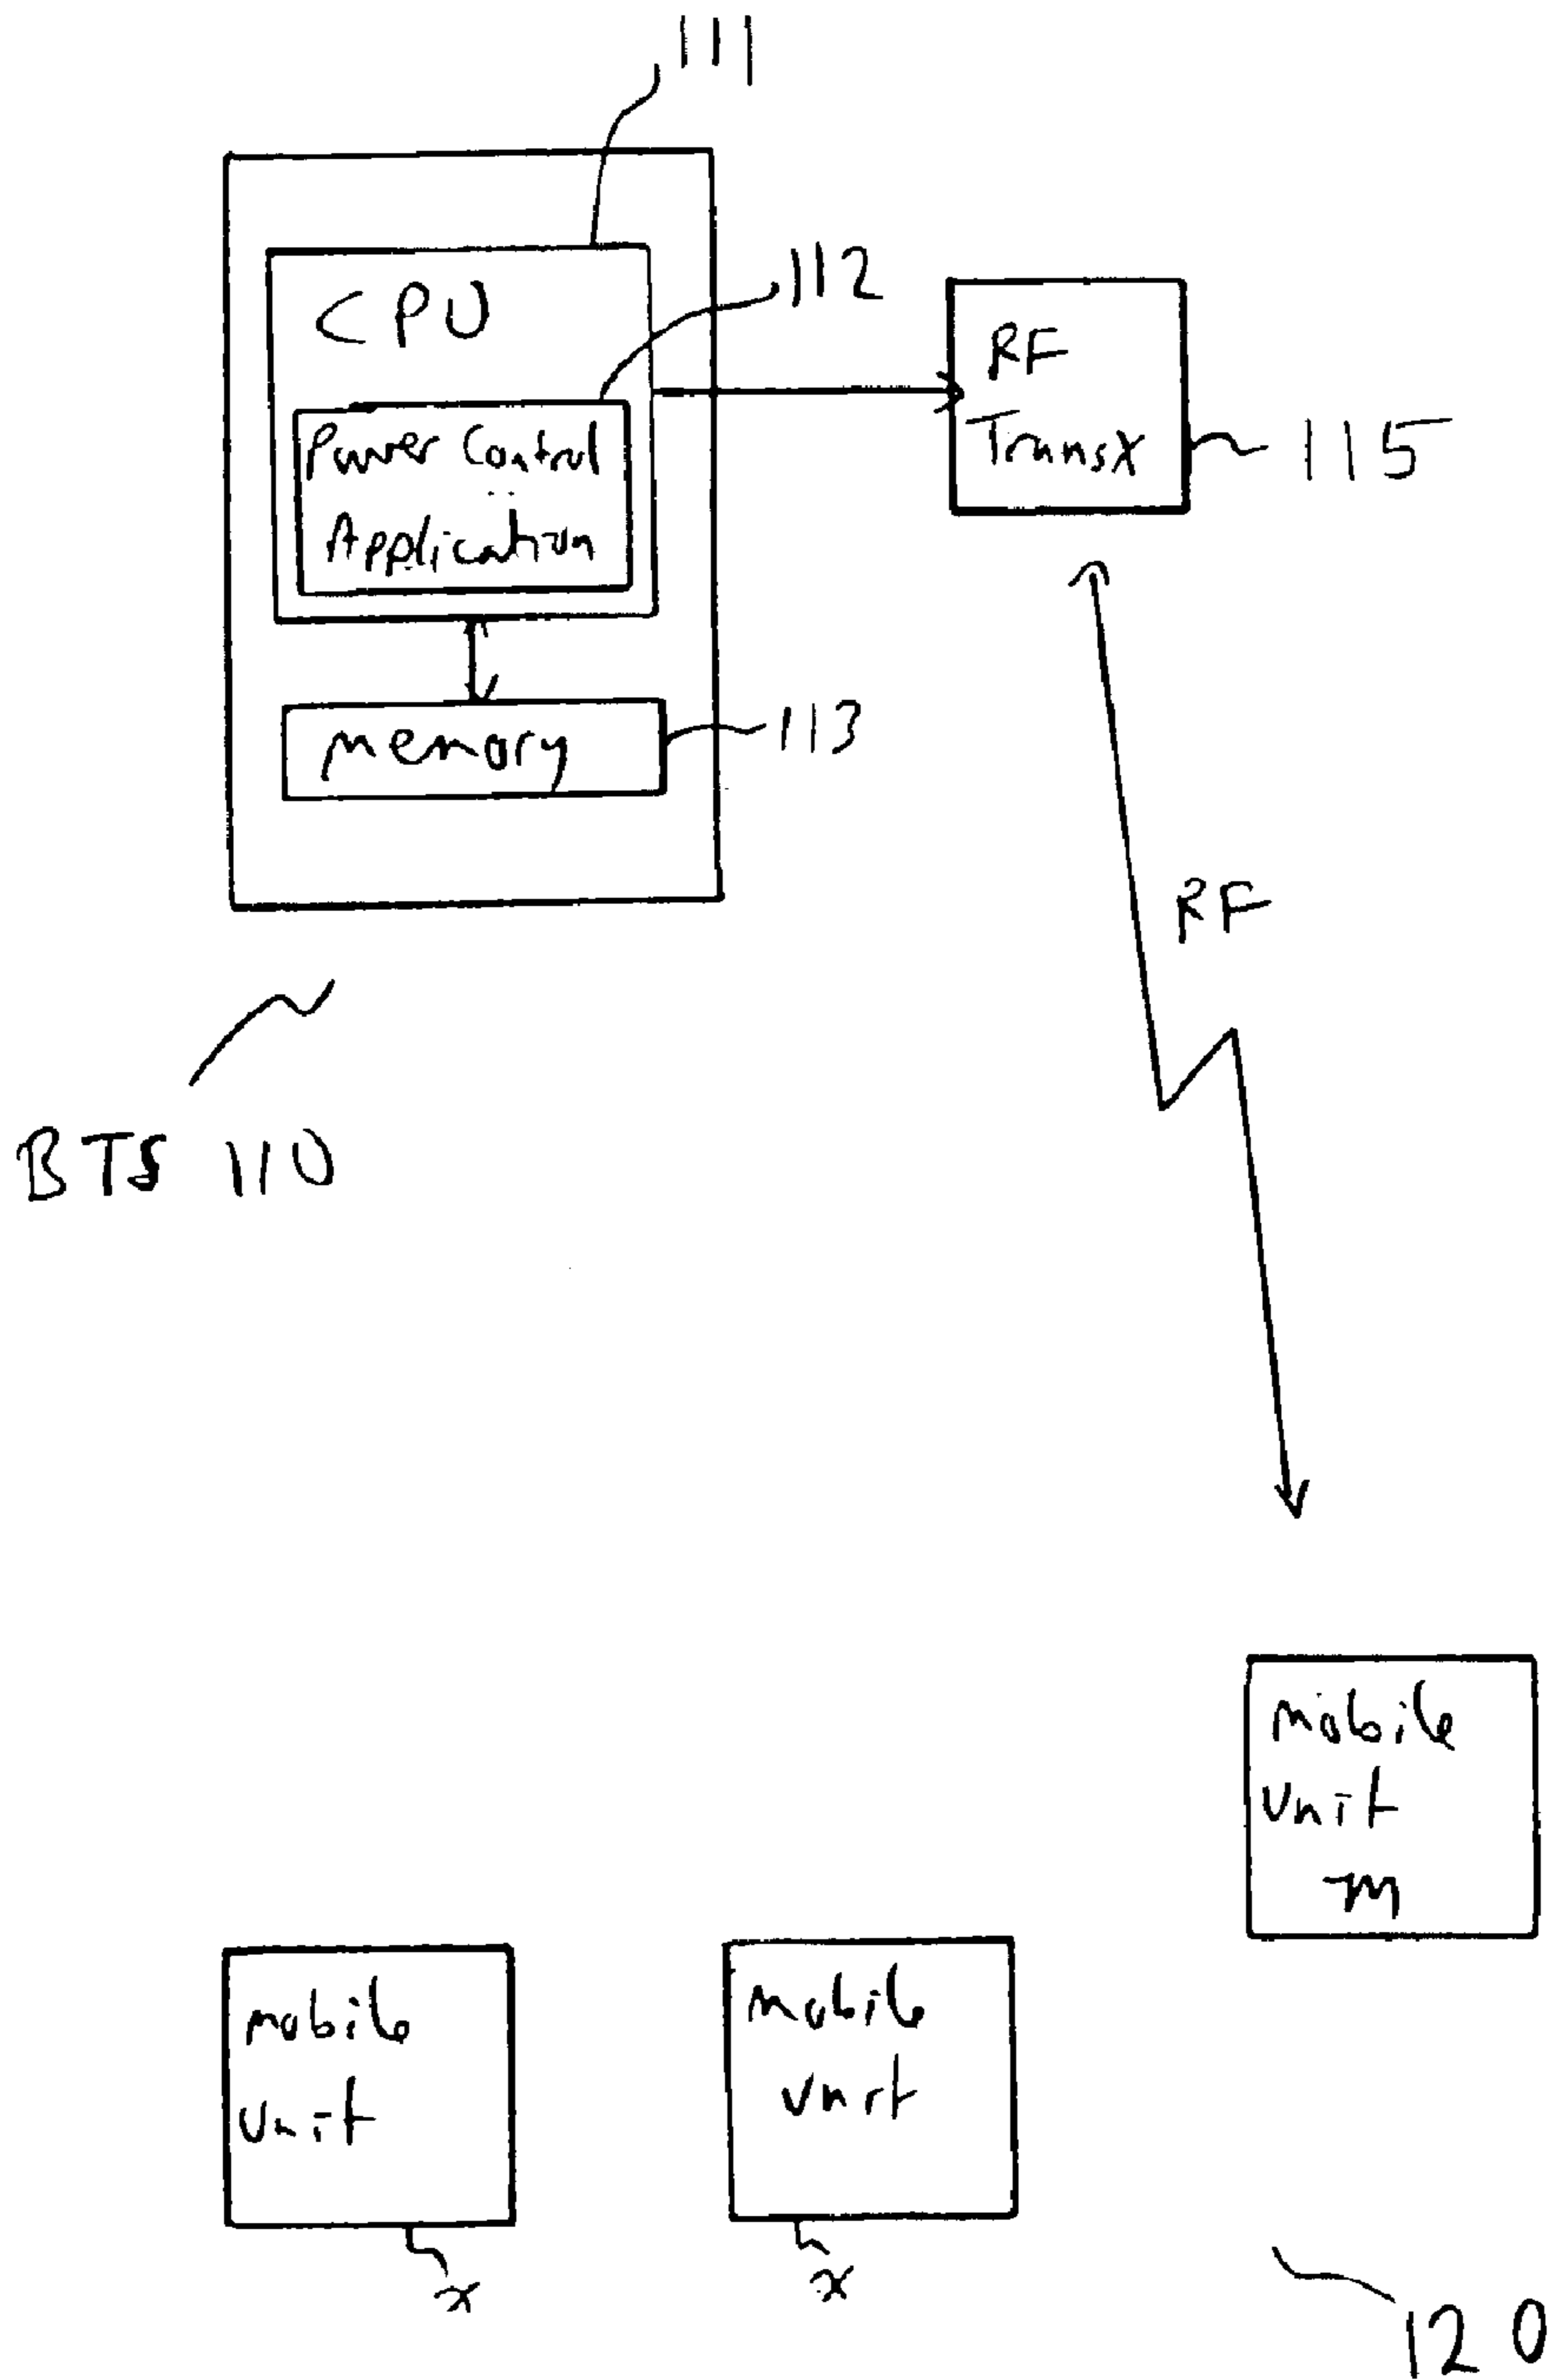 111
CPU
112
Power Control
Application
RF
Transx
115
memory
113
RF
BTS 110
mobile
unit
m
mobile
unit
x
mobile
unit
x
120